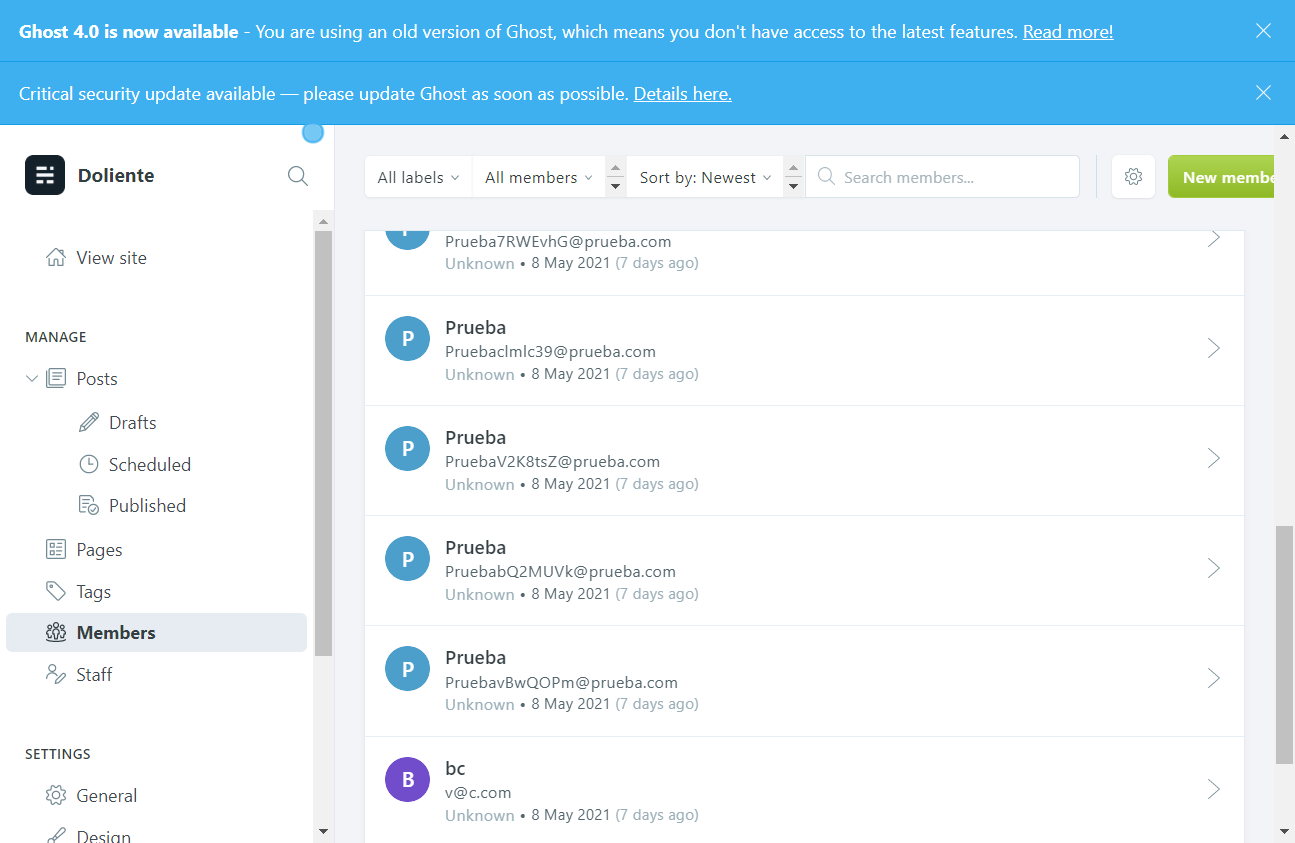 Ghost 4.0 is now available - You are using an old version of Ghost, which means you don't have access to the latest features. Read more!
Critical security update available — please update Ghost as soon as possible. Details here.
Doliente
View site
MANAGE
Posts
Drafts
Scheduled
Published
Pages
Tags
Members
Staff
SETTINGS
General
Design
All labels
All members
Sort by: Newest
Search members...
New membe
Prueba7RWEvhG@prueba.com
Unknown • 8 May 2021 (7 days ago)
P
Prueba
Pruebaclmlc39@prueba.com
Unknown • 8 May 2021 (7 days ago)
P
Prueba
PruebaV2K8tsZ@prueba.com
Unknown • 8 May 2021 (7 days ago)
P
Prueba
PruebabQ2MUVk@prueba.com
Unknown • 8 May 2021 (7 days ago)
P
Prueba
PruebavBwQOPm@prueba.com
Unknown • 8 May 2021 (7 days ago)
B
bc
v@c.com
Unknown • 8 May 2021 (7 days ago)